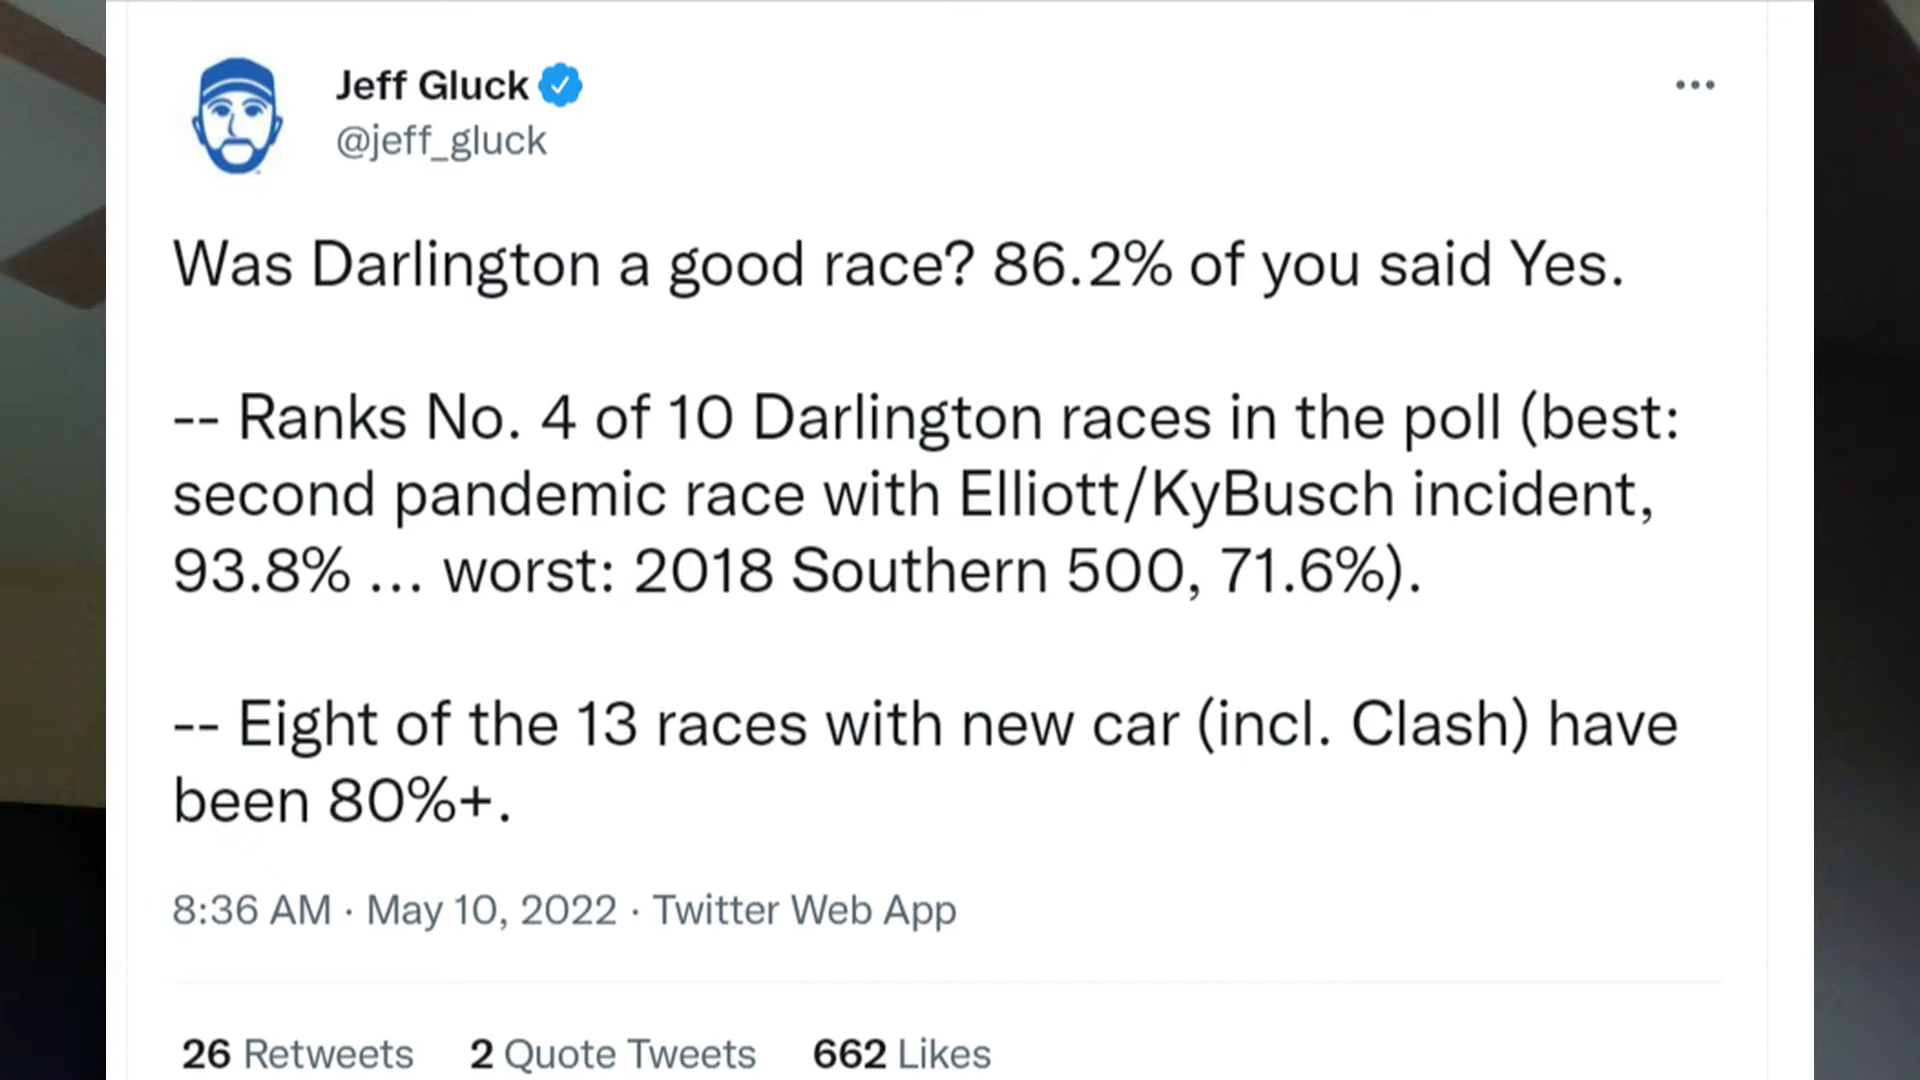 Jeff Gluck
@jeff_gluck
Was Darlington a good race? 86.2% of you said Yes.
-- Ranks No. 4 of 10 Darlington races in the poll (best:
second pandemic race with Elliott/KyBusch incident,
93.8% ... worst: 2018 Southern 500, 71.6%).
-- Eight of the 13 races with new car (incl. Clash) have
been 80%+.
8:36 AM · May 10, 2022 · Twitter Web App
26 Retweets 2 Quote Tweets 662 Likes